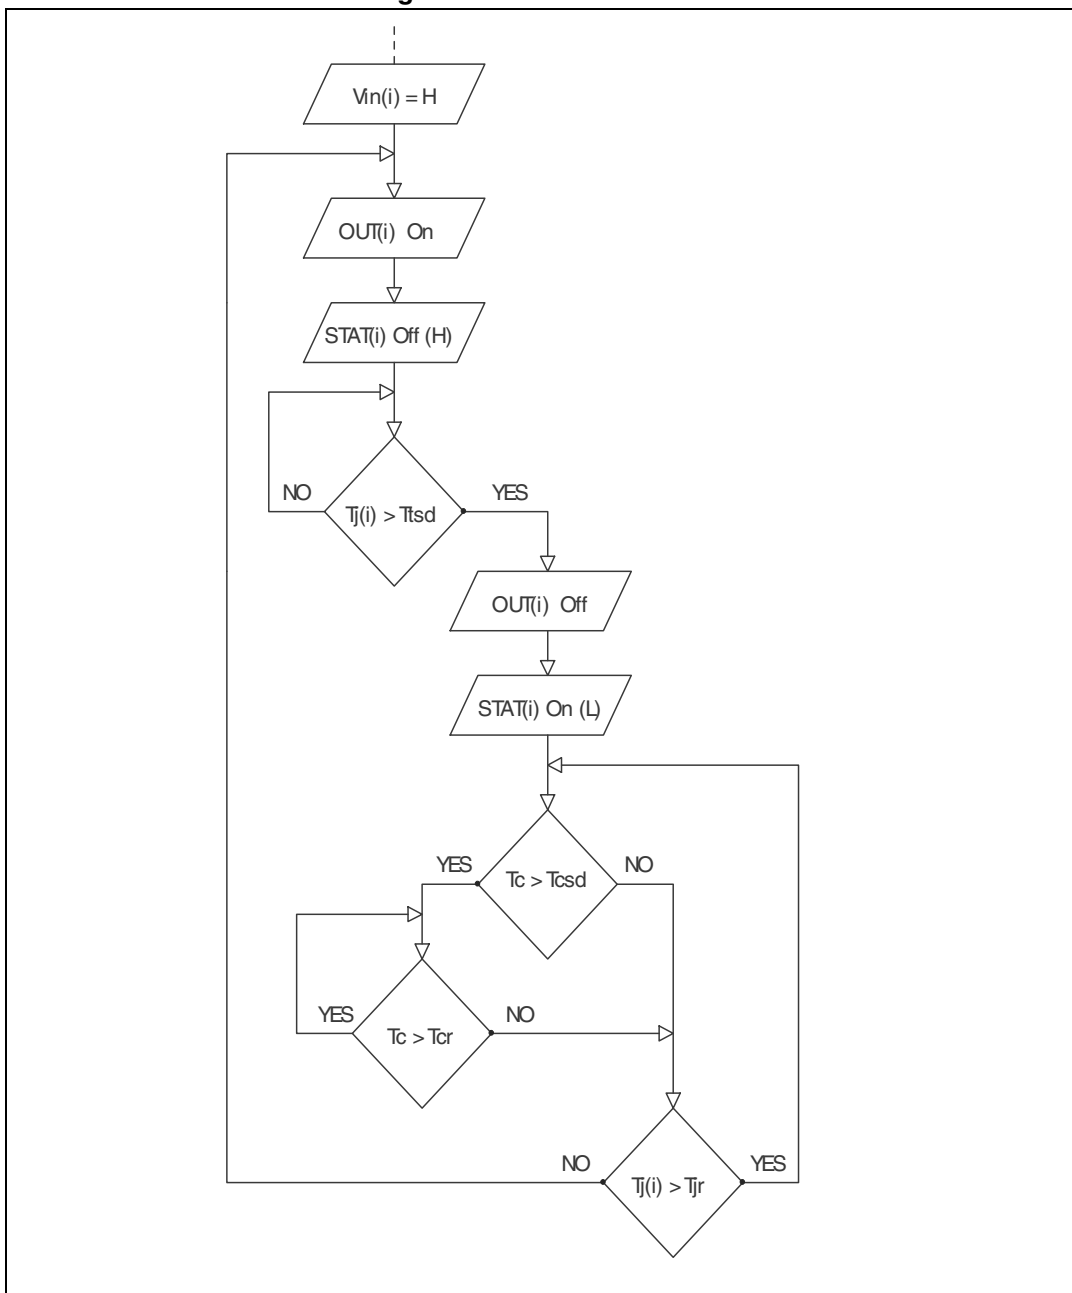 Vin(i) = H
OUT(i) On
STAT(i) Off (H)
NO
YES
Tj(i) > Ttsd
OUT(i) Off
STAT(i) On (L)
YES
NO
Tc > Tcsd
YES
NO
Tc > Tcr
NO
YES
Tj(i) > Tjr